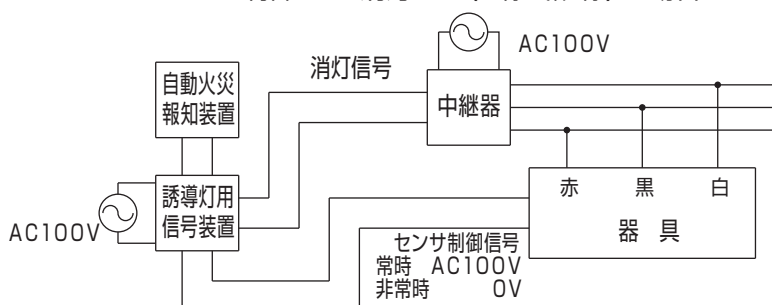 AC100V
消灯信号
自動火災
報知装置
中継器
誘導灯用
信号装置
AC100V
赤 黒 白
器 具
センサ制御信号
常時 AC100V
非常時 0V